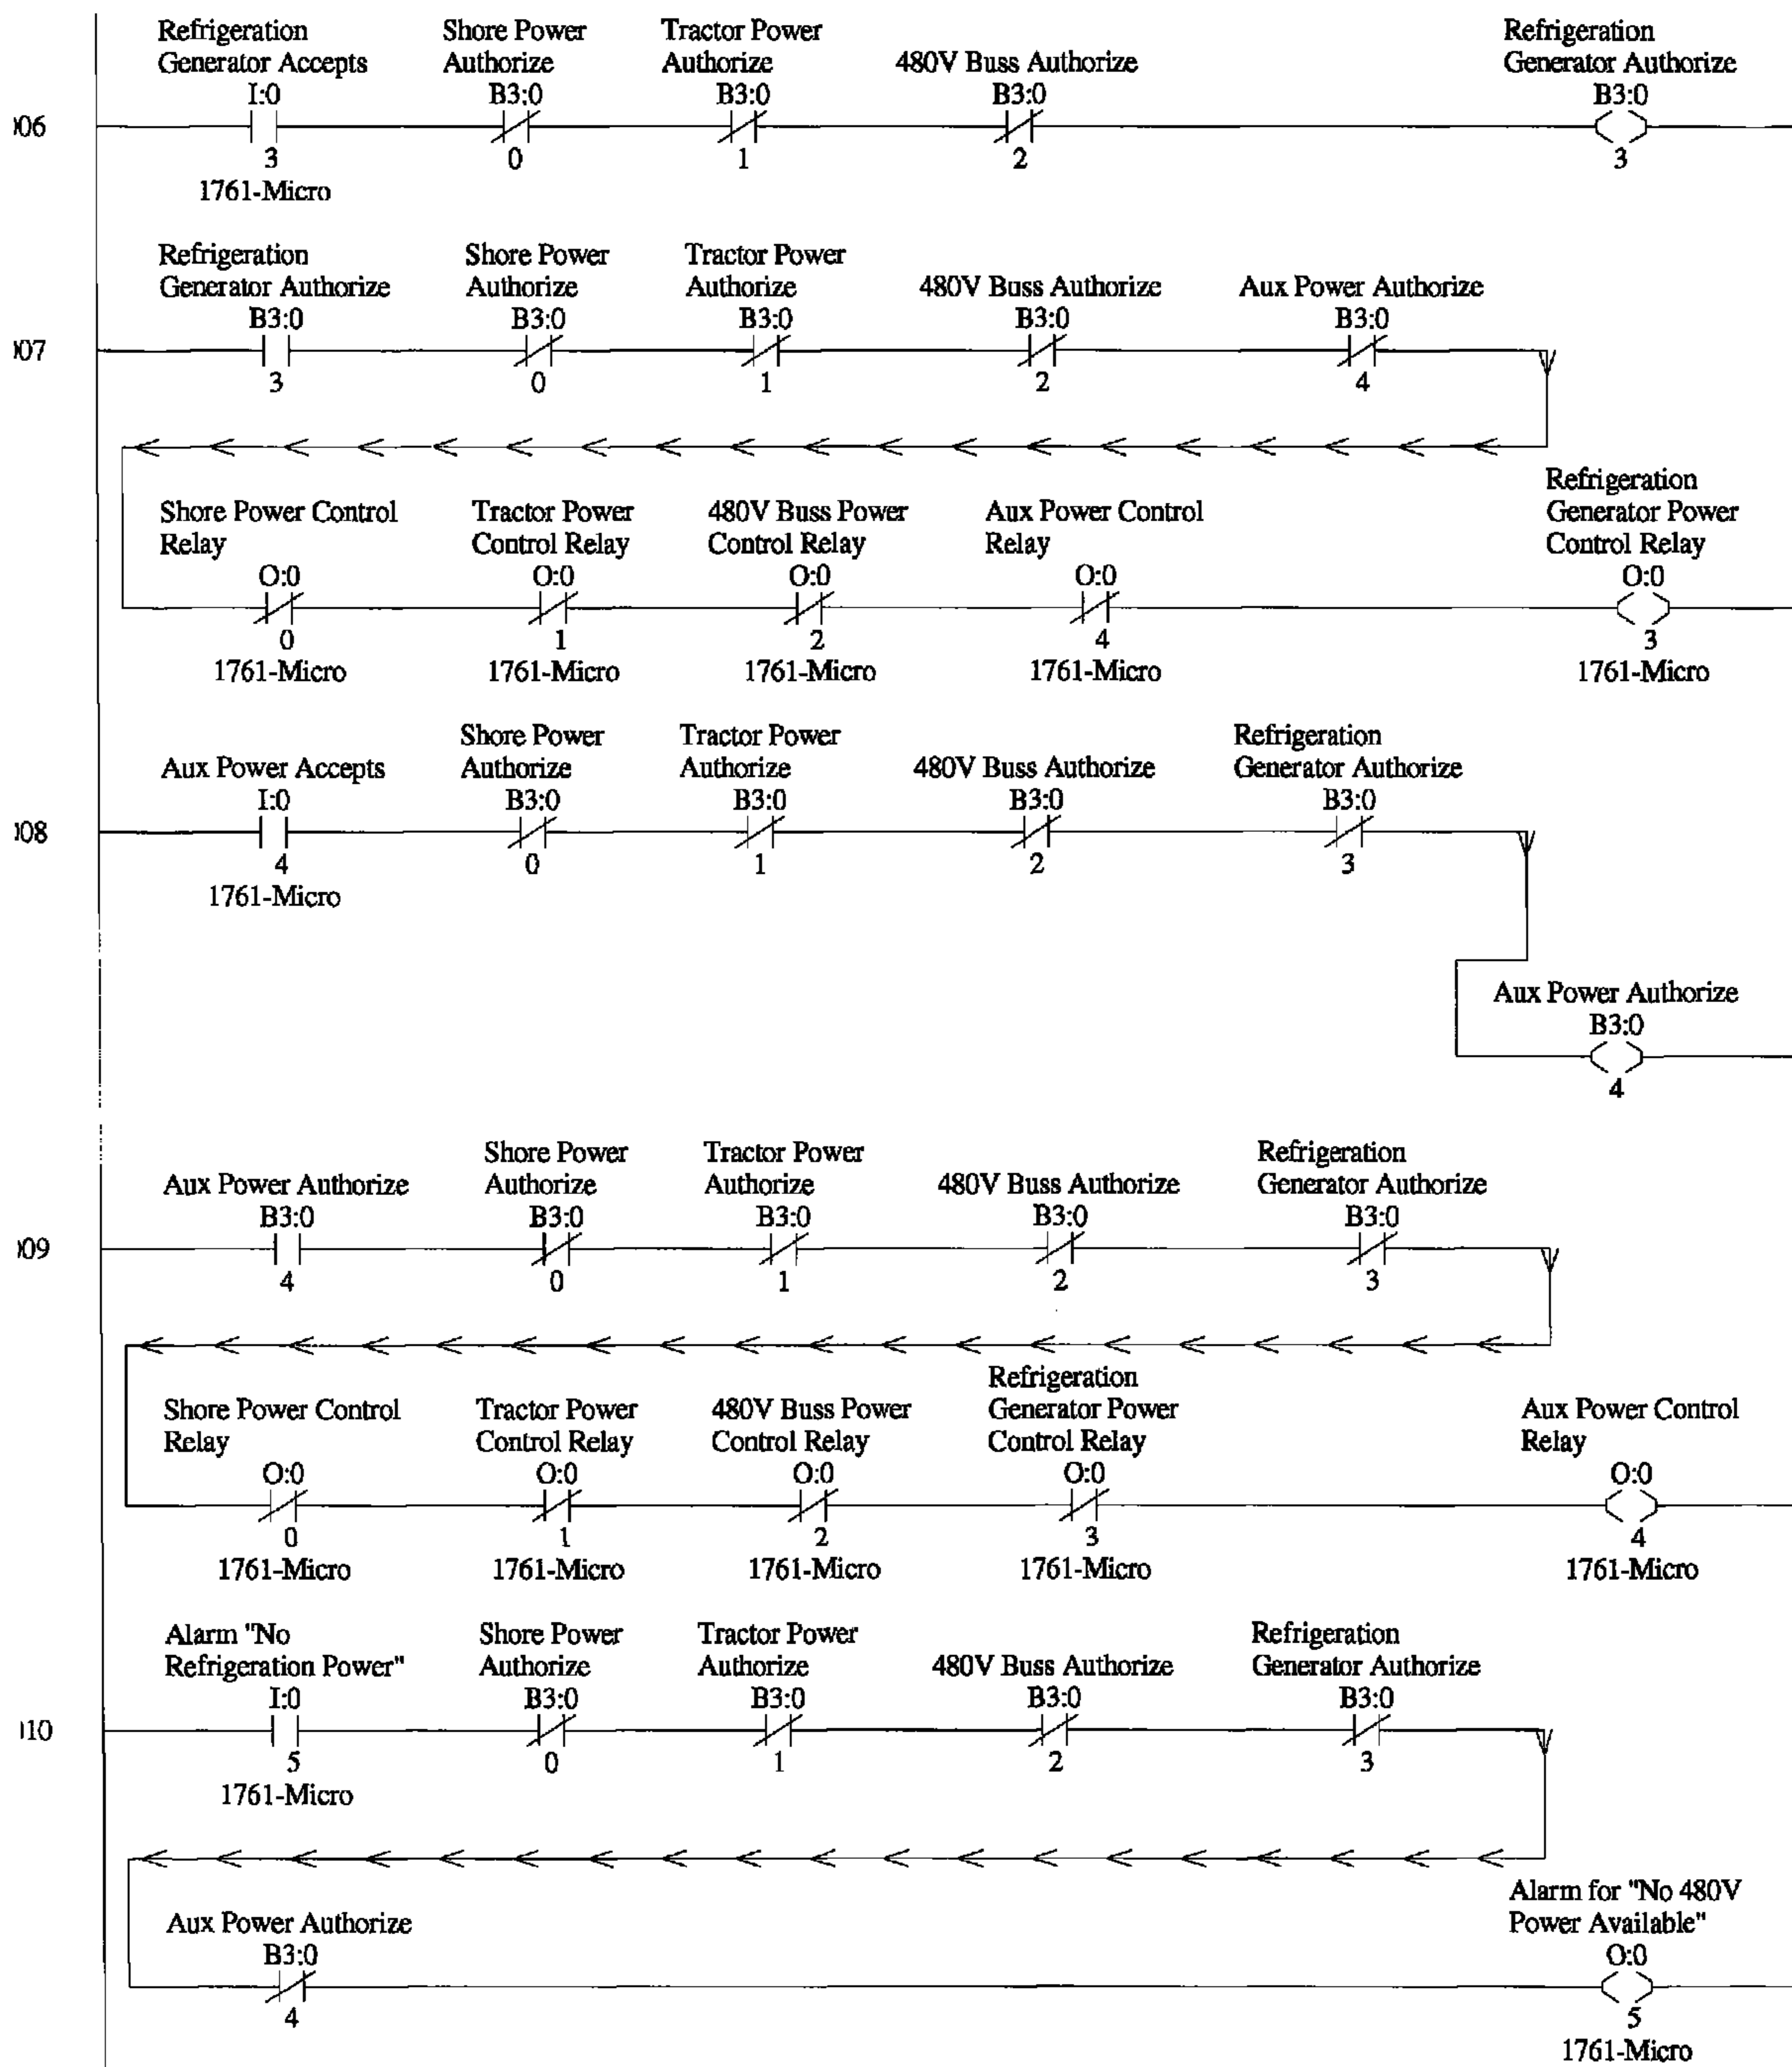 Refrigeration
Generator Accepts
Shore Power
Authorize
Tractor Power
Authorize
480V Buss Authorize
Refrigeration
Generator Authorize
I:0
B3:0
B3:0
B3:0
B3:0
006
3
0
1
2
3
1761-Micro
Refrigeration
Generator Authorize
Shore Power
Authorize
Tractor Power
Authorize
480V Buss Authorize
Aux Power Authorize
B3:0
B3:0
B3:0
B3:0
B3:0
007
3
0
1
2
4
Shore Power Control
Relay
Tractor Power
Control Relay
480V Buss Power
Control Relay
Aux Power Control
Relay
Refrigeration
Generator Power
Control Relay
O:0
O:0
O:0
O:0
O:0
0
1
2
4
3
1761-Micro
1761-Micro
1761-Micro
1761-Micro
1761-Micro
Aux Power Accepts
Shore Power
Authorize
Tractor Power
Authorize
480V Buss Authorize
Refrigeration
Generator Authorize
I:0
B3:0
B3:0
B3:0
B3:0
008
4
0
1
2
3
1761-Micro
Aux Power Authorize
B3:0
4
Aux Power Authorize
Shore Power
Authorize
Tractor Power
Authorize
480V Buss Authorize
Refrigeration
Generator Authorize
B3:0
B3:0
B3:0
B3:0
B3:0
009
4
0
1
2
3
Shore Power Control
Relay
Tractor Power
Control Relay
480V Buss Power
Control Relay
Refrigeration
Generator Power
Control Relay
Aux Power Control
Relay
O:0
O:0
O:0
O:0
O:0
0
1
2
3
4
1761-Micro
1761-Micro
1761-Micro
1761-Micro
1761-Micro
Alarm "No
Refrigeration Power"
Shore Power
Authorize
Tractor Power
Authorize
480V Buss Authorize
Refrigeration
Generator Authorize
I:0
B3:0
B3:0
B3:0
B3:0
010
5
0
1
2
3
1761-Micro
Aux Power Authorize
B3:0
4
Alarm for "No 480V
Power Available"
O:0
5
1761-Micro